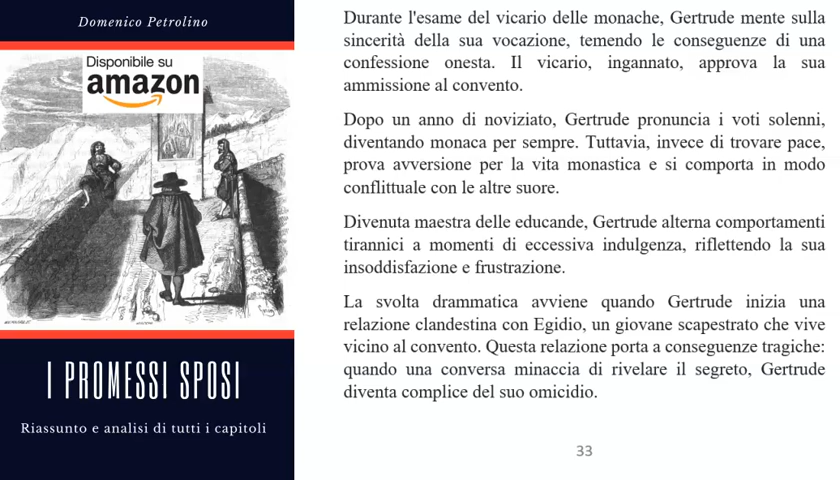 Domenico Petrolino
Disponibile su
amazon
I PROMESSI SPOSI
Riassunto e analisi di tutti i capitoli
Durante l'esame del vicario delle monache, Gertrude mente sulla
sincerità della sua vocazione, temendo le conseguenze di una
confessione onesta. Il vicario, ingannato, approva la sua
ammissione al convento.
Dopo un anno di noviziato, Gertrude pronuncia i voti solenni,
diventando monaca per sempre. Tuttavia, invece di trovare pace,
prova avversione per la vita monastica e si comporta in modo
conflittuale con le altre suore.
Divenuta maestra delle educande, Gertrude alterna comportamenti
tirannici a momenti di eccessiva indulgenza, riflettendo la sua
insoddisfazione e frustrazione.
La svolta drammatica avviene quando Gertrude inizia una
relazione clandestina con Egidio, un giovane scapestrato che vive
vicino al convento. Questa relazione porta a conseguenze tragiche:
quando una conversa minaccia di rivelare il segreto, Gertrude
diventa complice del suo omicidio.
33